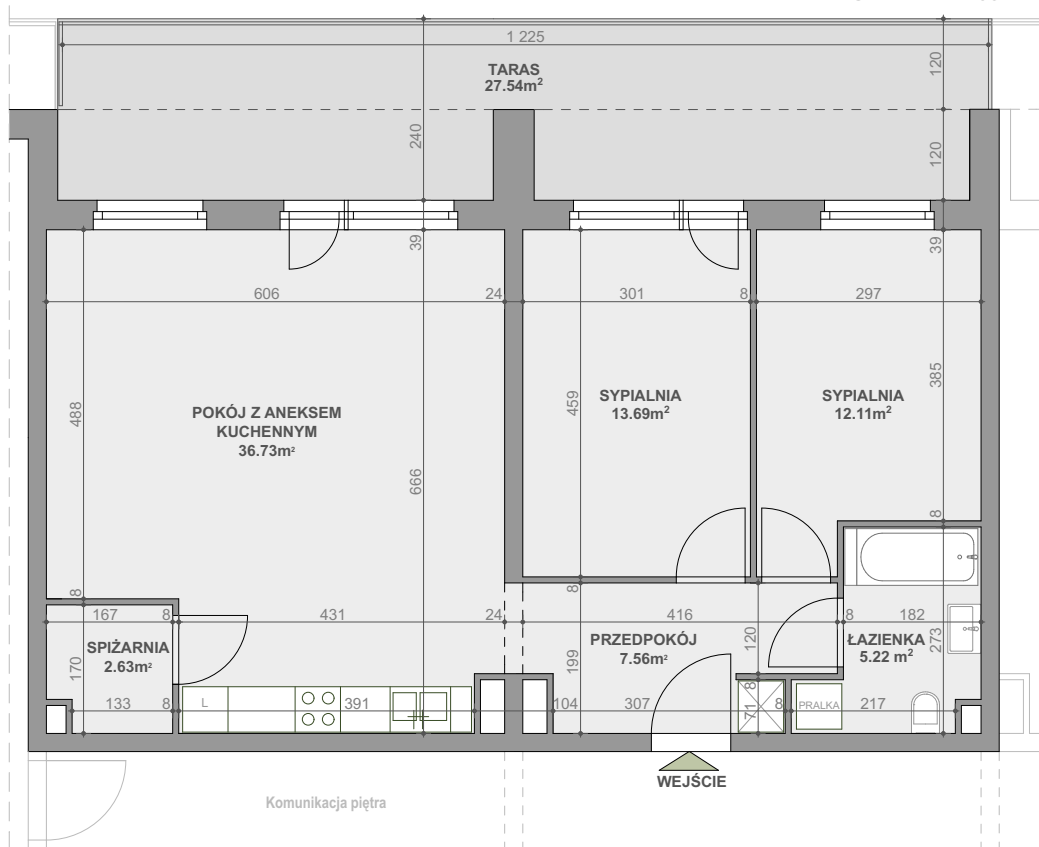 1 225
TARAS
27.54m²
120
240
120
39
39
606
24
301
8
297
488
459
385
POKÓJ Z ANEKSEM
KUCHENNYM
36.73m²
SYPIALNIA
13.69m²
SYPIALNIA
12.11m²
666
8
8
8
167
8
431
24
416
8
182
SPIŻARNIA
2.63m²
PRZEDPOKÓJ
7.56m²
ŁAZIENKA
5.22 m²
170
199
120
273
133
8
L
391
104
307
8
71
8
PRALKA
217
WEJŚCIE
Komunikacja piętra